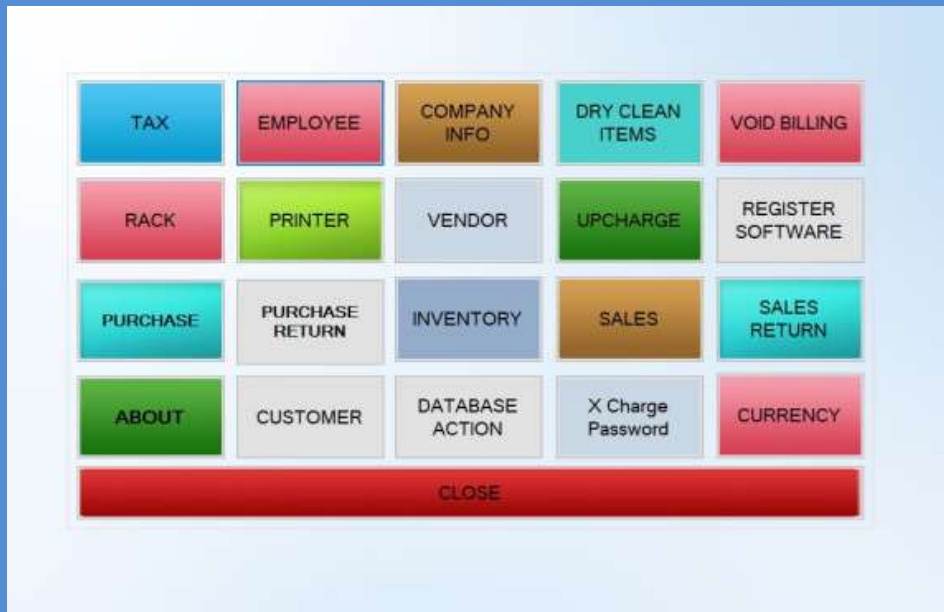 TAX
EMPLOYEE
COMPANY
INFO
DRY CLEAN
ITEMS
VOID BILLING
RACK
PRINTER
VENDOR
UPCHARGE
REGISTER
SOFTWARE
PURCHASE
PURCHASE
RETURN
INVENTORY
SALES
SALES
RETURN
ABOUT
CUSTOMER
DATABASE
ACTION
X Charge
Password
CURRENCY
CLOSE